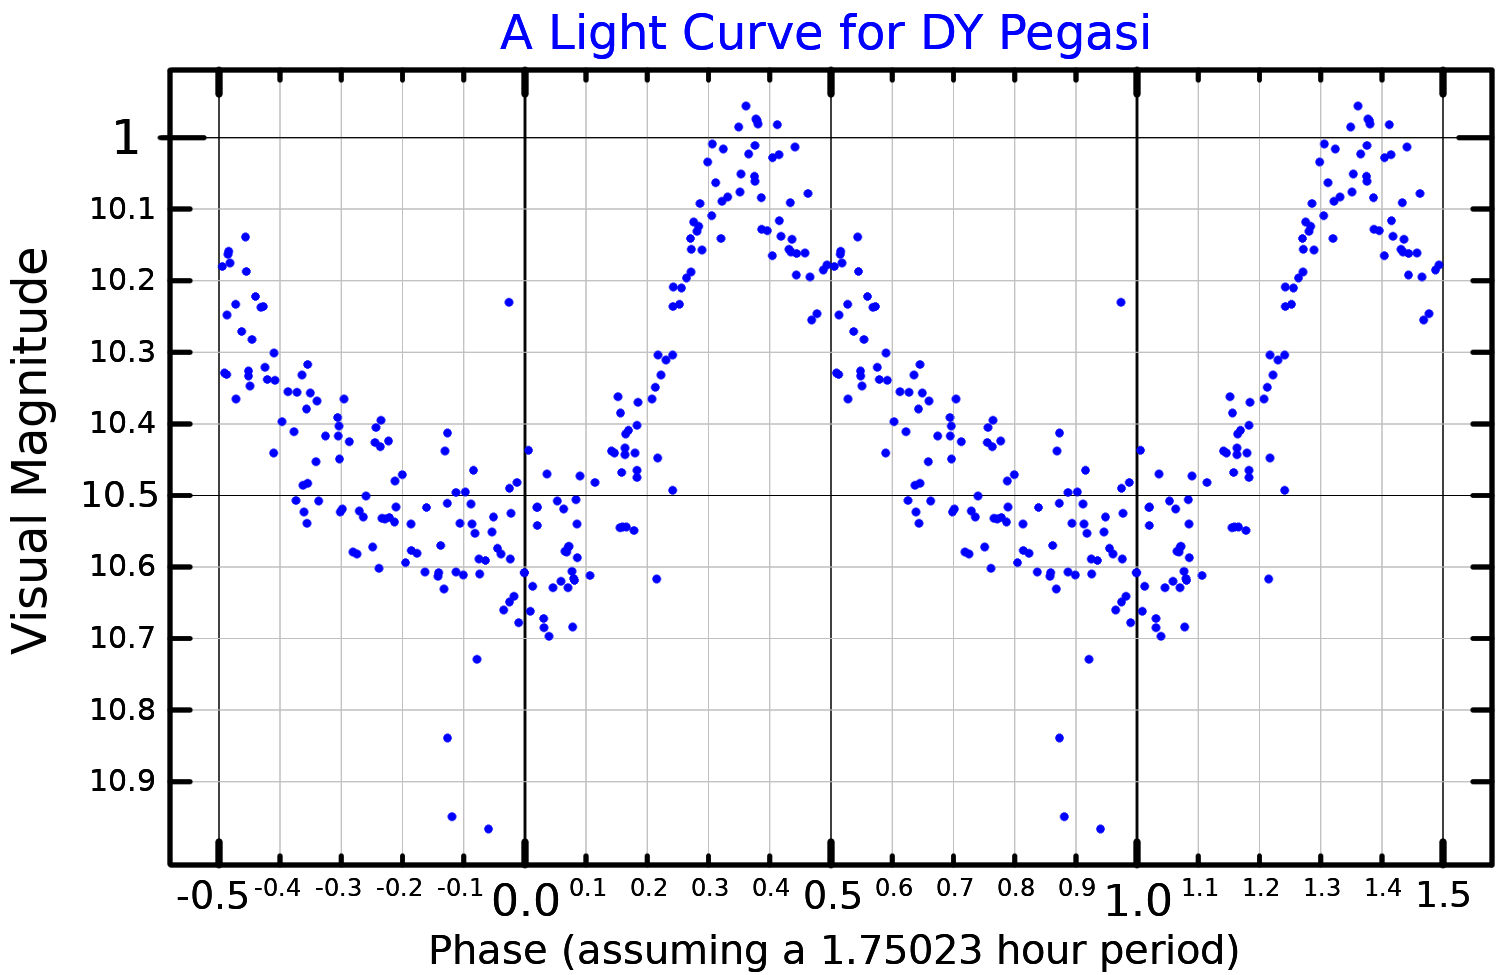 A Light Curve for DY Pegasi
Visual Magnitude
1
10.1
10.2
10.3
10.4
10.5
10.6
10.7
10.8
10.9
-0.5 -0.4 -0.3 -0.2 -0.1 0.0 0.1 0.2 0.3 0.4 0.5 0.6 0.7 0.8 0.9 1.0 1.1 1.2 1.3 1.4 1.5
Phase (assuming a 1.75023 hour period)